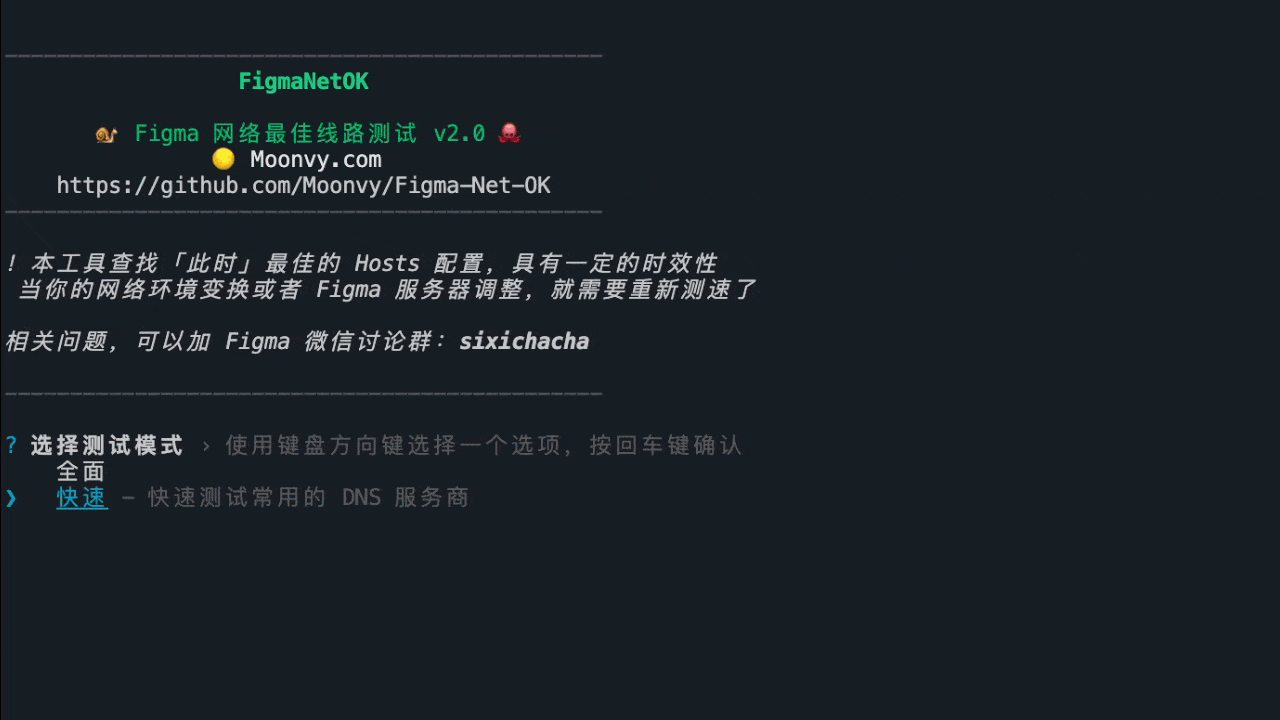 FigmaNetOK
🐌 Figma 网络最佳线路测试 v2.0 🐙
🌕 Moonvy.com
https://github.com/Moonvy/Figma-Net-OK
! 本工具查找「此时」最佳的 Hosts 配置，具有一定的时效性
当你的网络环境变换或者 Figma 服务器调整，就需要重新测速了
相关问题，可以加 Figma 微信讨论群：sixichacha
? 选择测试模式 › 使用键盘方向键选择一个选项，按回车键确认
全面
❯ 快速 - 快速测试常用的 DNS 服务商